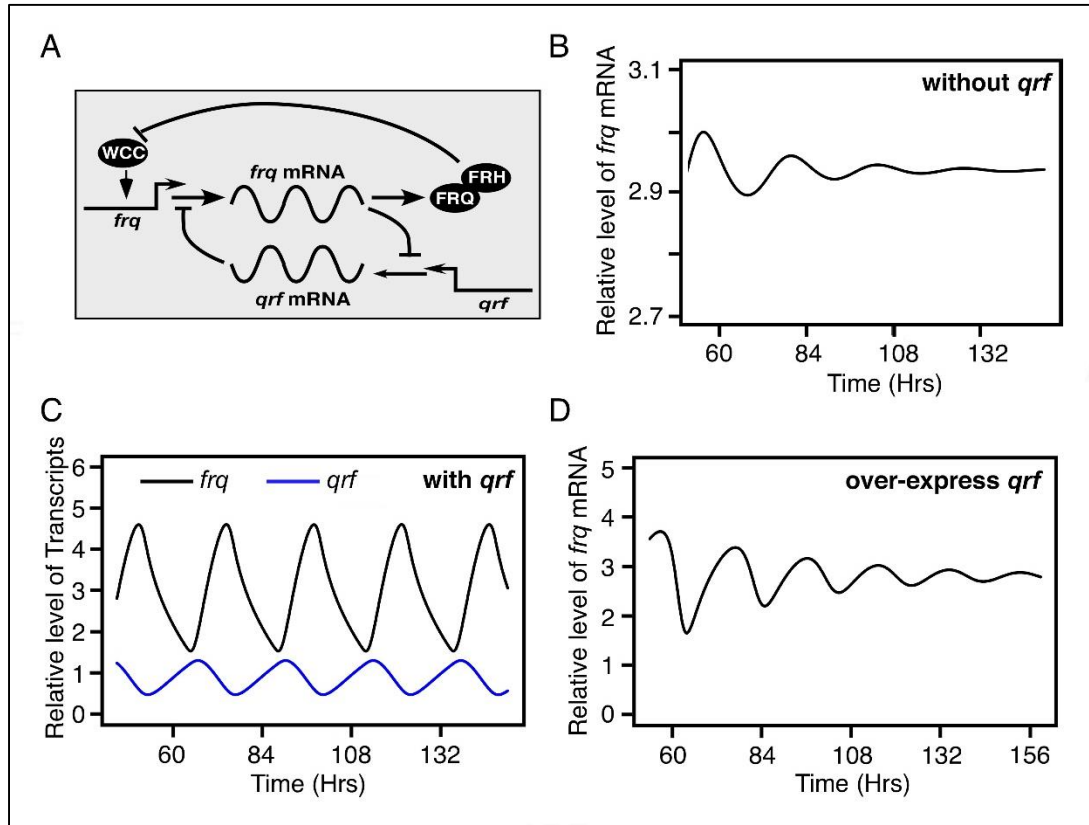 A
WCC
frq mRNA
FRH
FRQ
frq
qrf mRNA
qrf
B
without qrf
Relative level of frq mRNA
3.1
2.9
2.7
60 84 108 132
Time (Hrs)
C
frq qrf with qrf
Relative level of Transcripts
6
5
4
3
2
1
0
60 84 108 132
Time (Hrs)
D
over-express qrf
Relative level of frq mRNA
5
4
3
2
1
0
60 84 108 132 156
Time (Hrs)